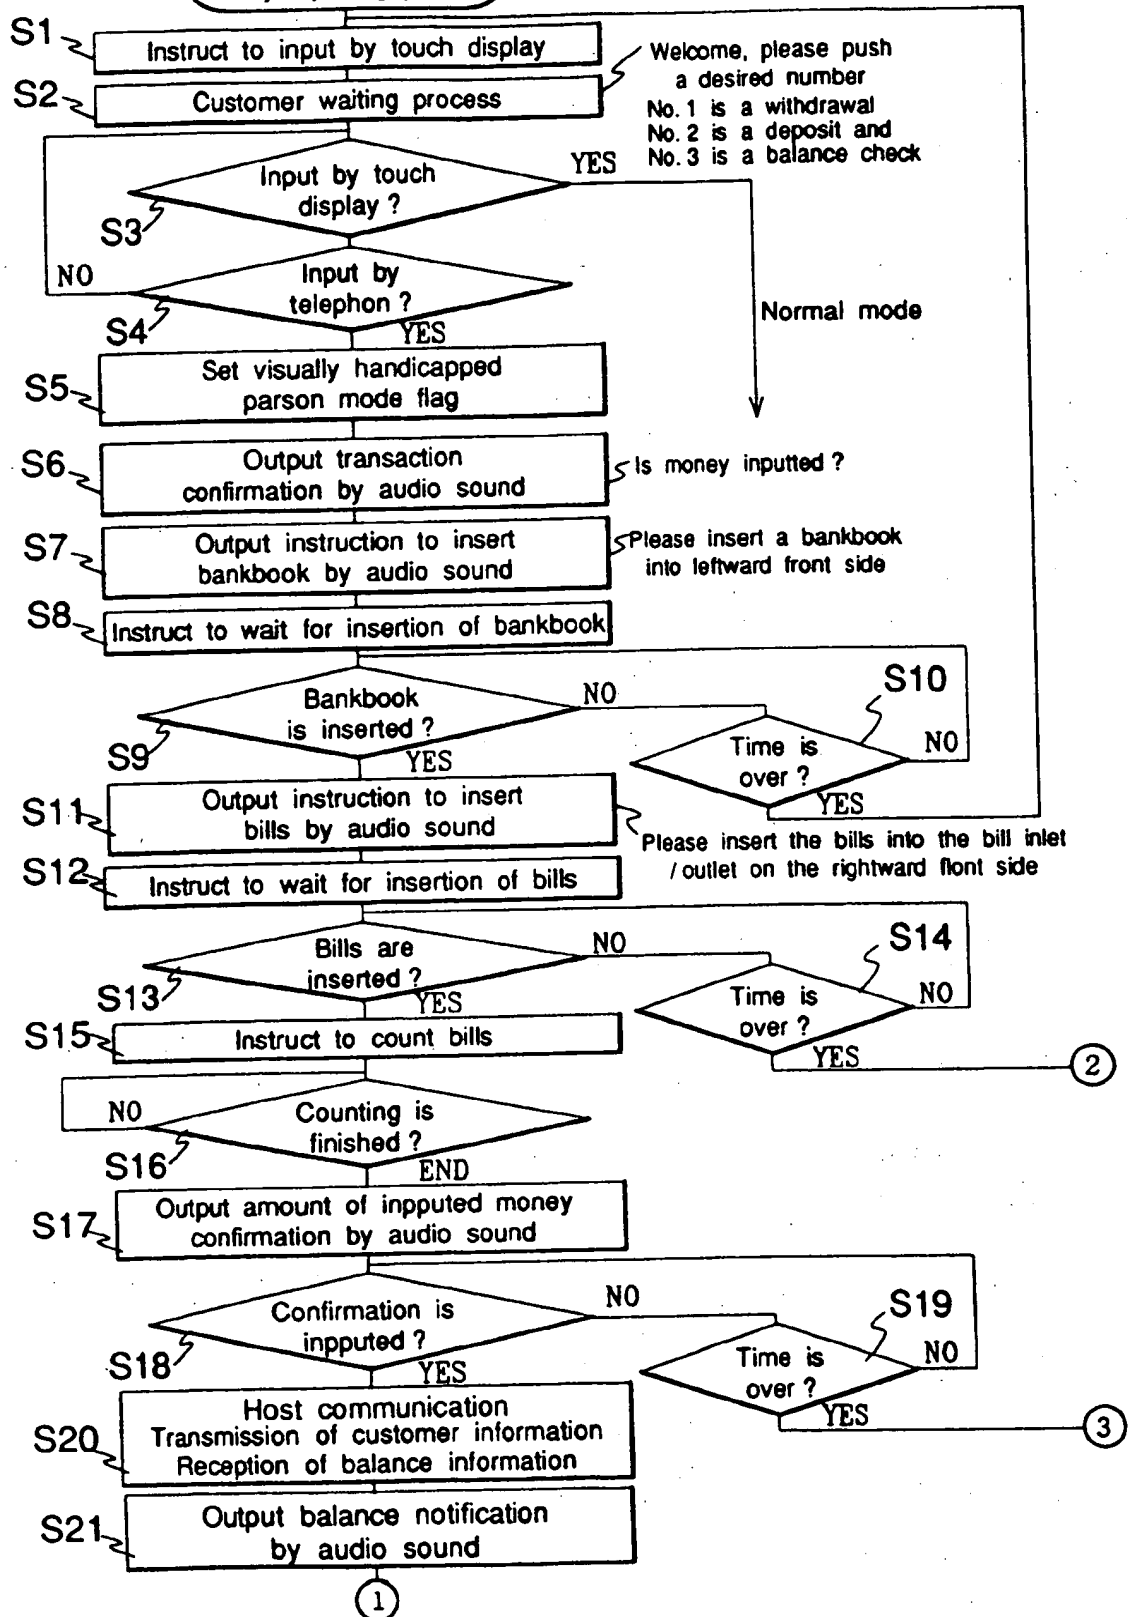 S1
Instruct to input by touch display
Welcome, please push
a desired number
No. 1 is a withdrawal
No. 2 is a deposit and
No. 3 is a balance check
S2
Customer waiting process
Input by touch
display ?
YES
S3
NO
Input by
telephon ?
S4
YES
Normal mode
S5
Set visually handicapped
parson mode flag
S6
Output transaction
confirmation by audio sound
Is money inputted ?
S7
Output instruction to insert
bankbook by audio sound
Please insert a bankbook
into leftward front side
S8
Instruct to wait for insertion of bankbook
Bankbook
is inserted ?
NO
S9
YES
S10
Time is
over ?
NO
YES
S11
Output instruction to insert
bills by audio sound
Please insert the bills into the bill inlet
/ outlet on the rightward flont side
S12
Instruct to wait for insertion of bills
Bills are
inserted ?
NO
S13
YES
S14
Time is
over ?
NO
YES
2
S15
Instruct to count bills
NO
Counting is
finished ?
S16
END
S17
Output amount of inpputed money
confirmation by audio sound
Confirmation is
inpputed ?
NO
S18
YES
S19
Time is
over ?
NO
YES
3
S20
Host communication
Transmission of customer information
Reception of balance information
S21
Output balance notification
by audio sound
1